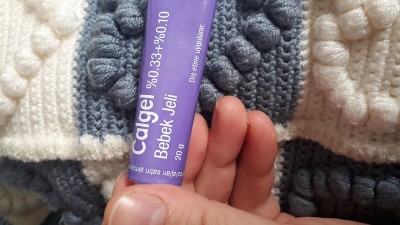 Calgel %0.33+%0.10
Bebek Jeli
20 g
Diş etine uygulanır.